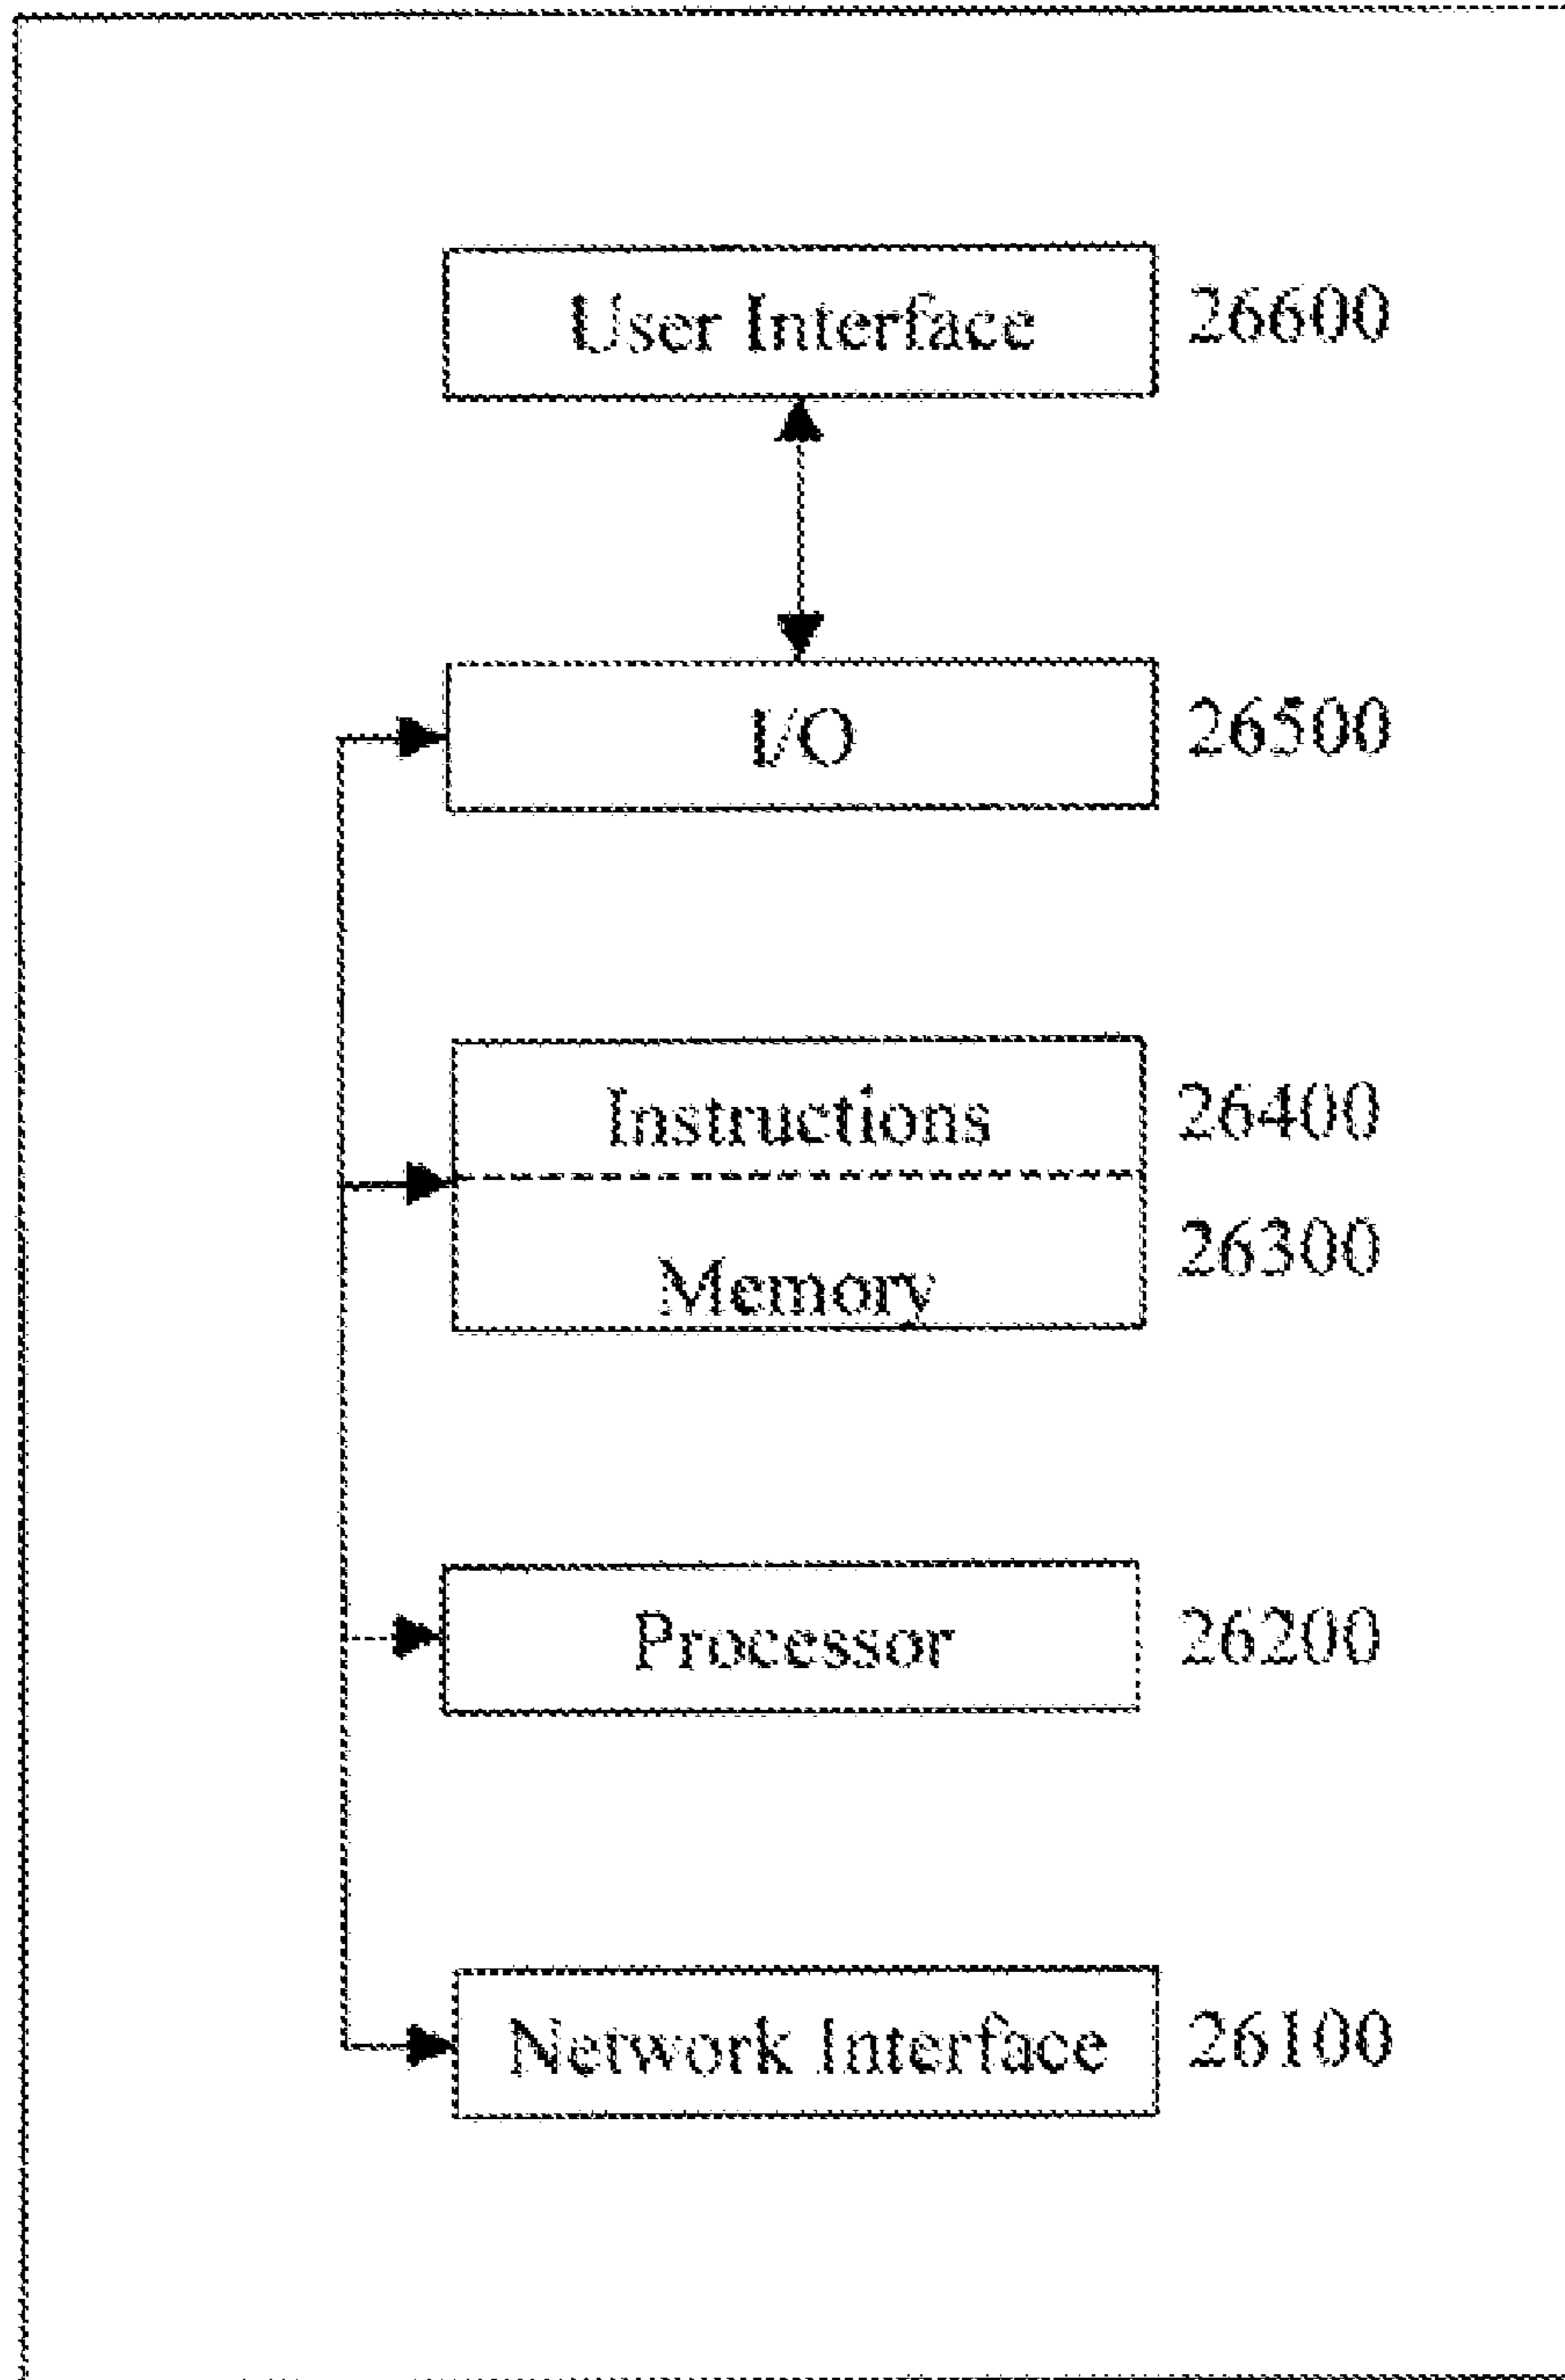 User Interface 26600
I/O 26500
Instructions 26400
Memory 26300
Processor 26200
Network Interface 26100